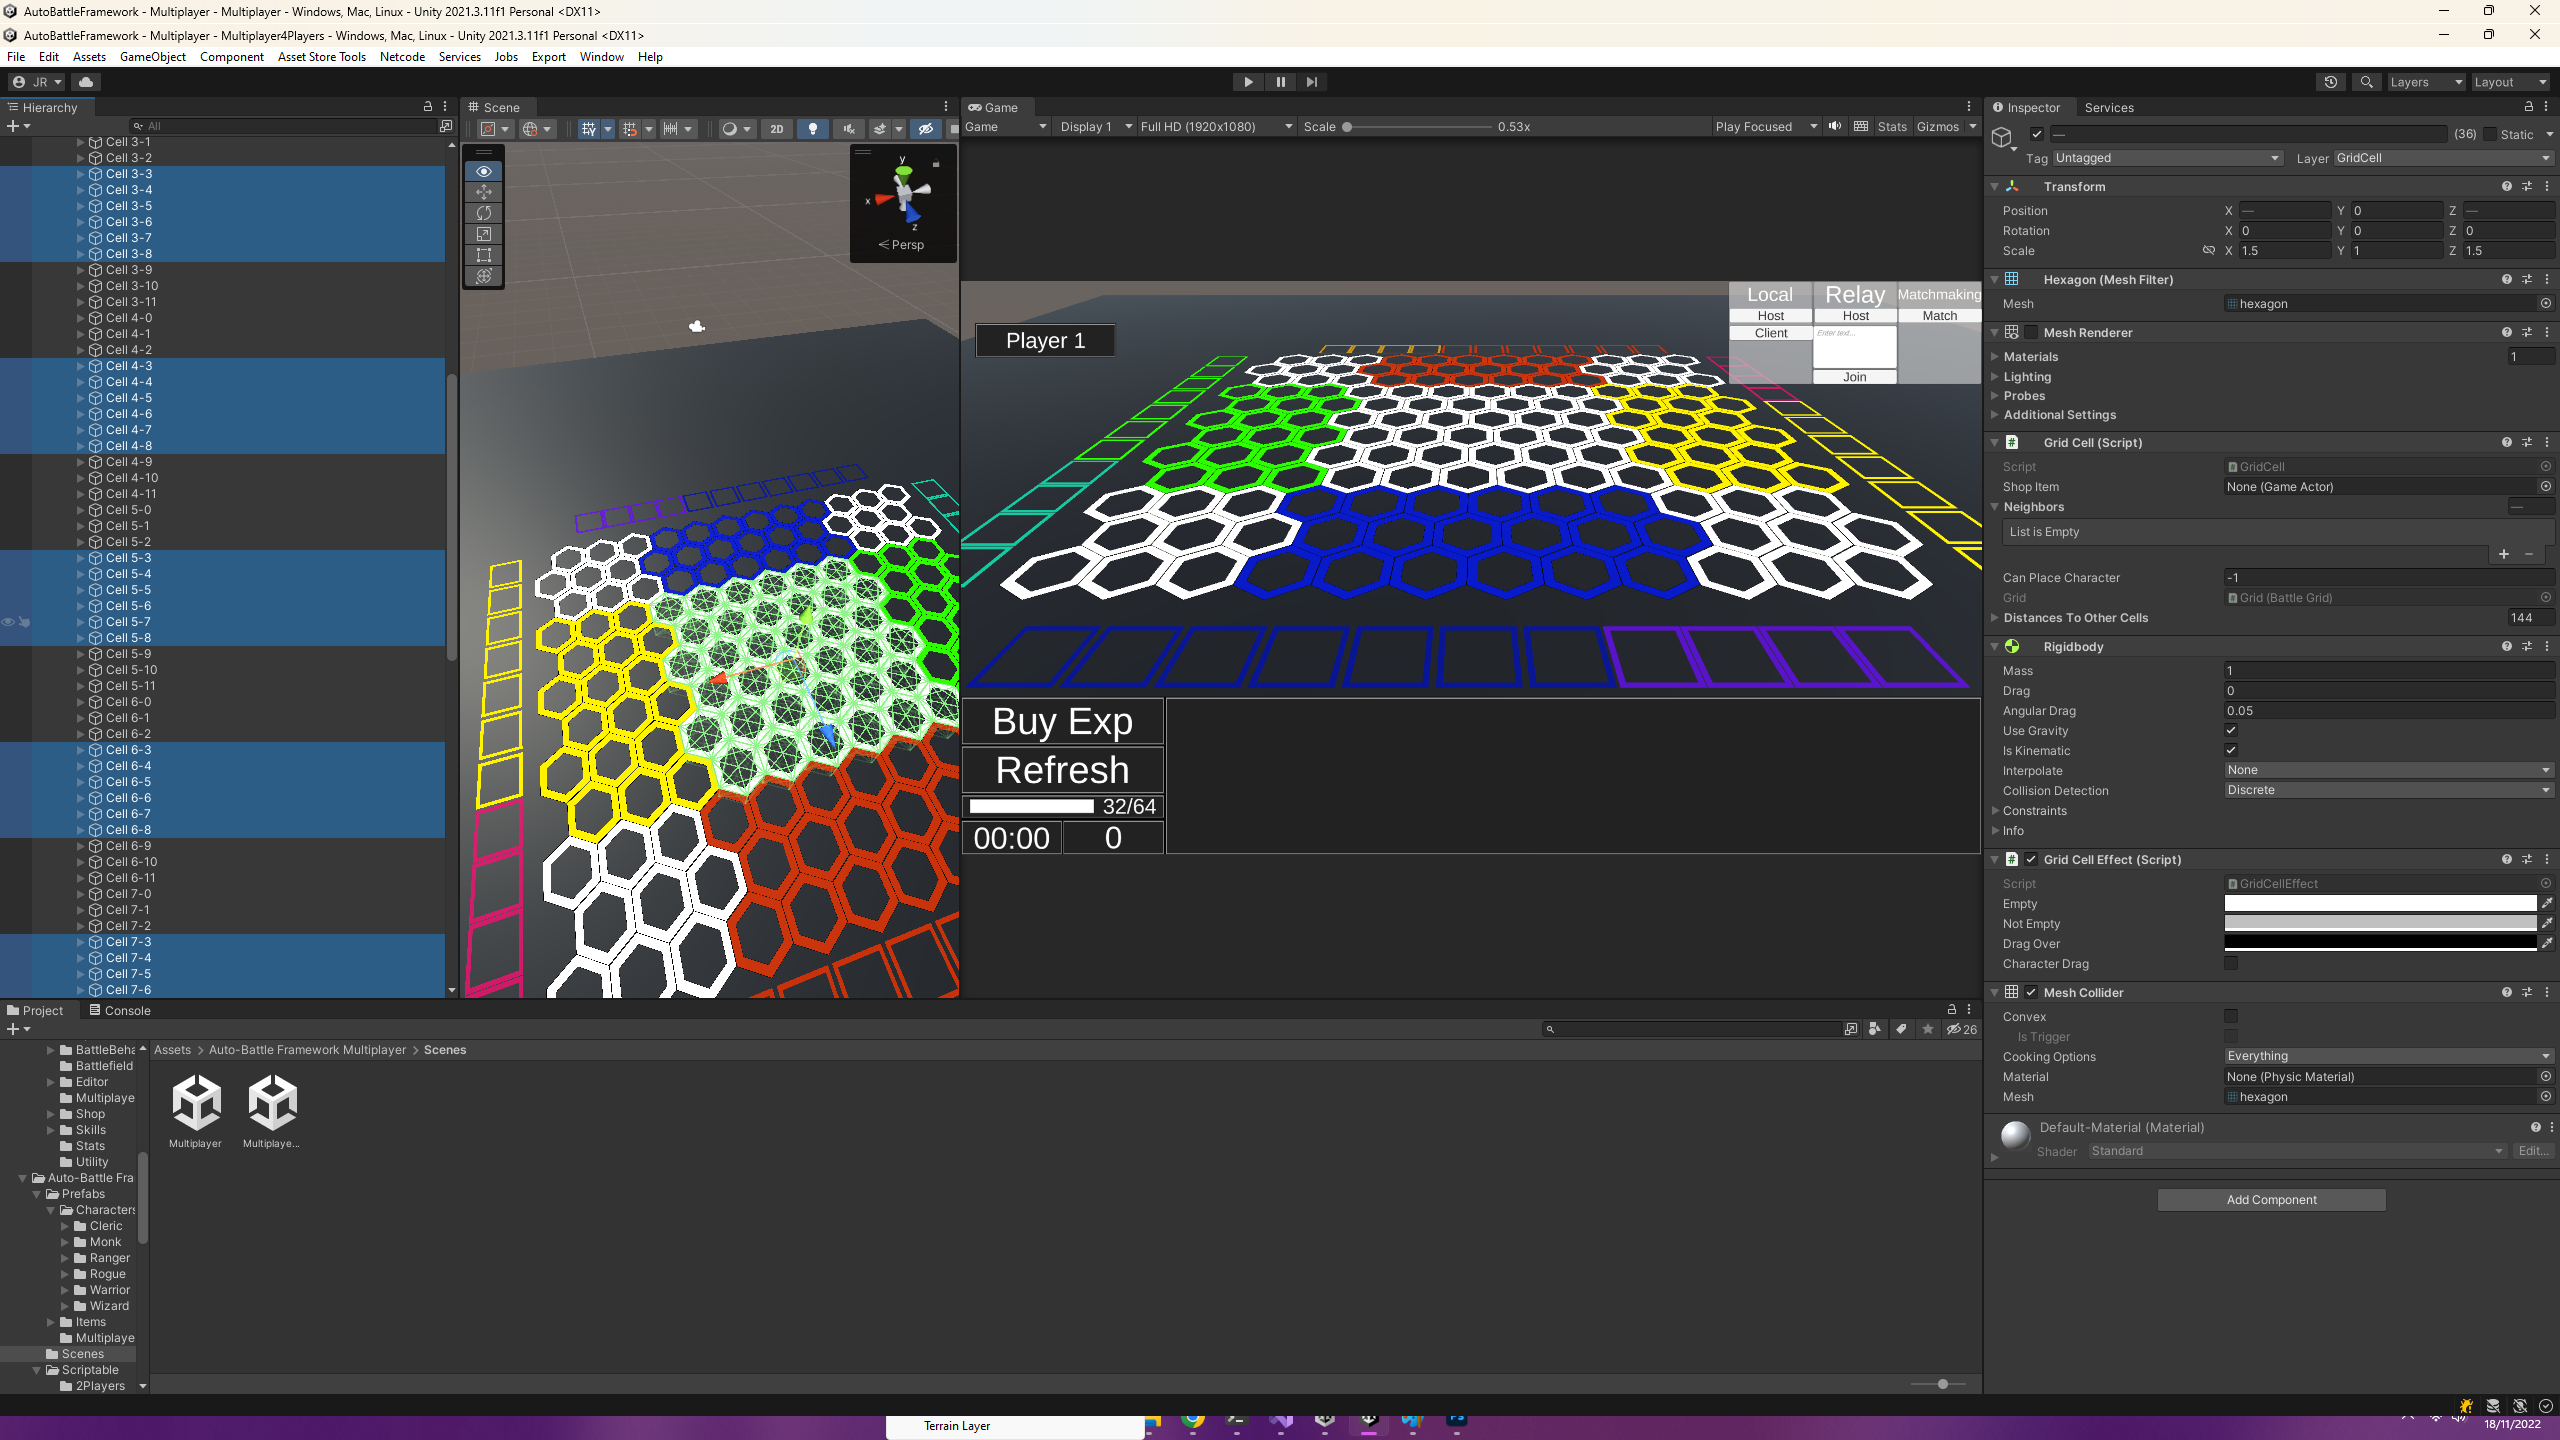 AutoBattleFramework - Multiplayer - Multiplayer - Windows, Mac, Linux - Unity 2021.3.11f1 Personal <DX11>
AutoBattleFramework - Multiplayer - Multiplayer4Players - Windows, Mac, Linux - Unity 2021.3.11f1 Personal <DX11>
File Edit Assets GameObject Component Asset Store Tools Netcode Services Jobs Export Window Help
JR
Layers
Layout
Hierarchy
All
Cell 3-1
Cell 3-2
Cell 3-3
Cell 3-4
Cell 3-5
Cell 3-6
Cell 3-7
Cell 3-8
Cell 3-9
Cell 3-10
Cell 3-11
Cell 4-0
Cell 4-1
Cell 4-2
Cell 4-3
Cell 4-4
Cell 4-5
Cell 4-6
Cell 4-7
Cell 4-8
Cell 4-9
Cell 4-10
Cell 4-11
Cell 5-0
Cell 5-1
Cell 5-2
Cell 5-3
Cell 5-4
Cell 5-5
Cell 5-6
Cell 5-7
Cell 5-8
Cell 5-9
Cell 5-10
Cell 5-11
Cell 6-0
Cell 6-1
Cell 6-2
Cell 6-3
Cell 6-4
Cell 6-5
Cell 6-6
Cell 6-7
Cell 6-8
Cell 6-9
Cell 6-10
Cell 6-11
Cell 7-0
Cell 7-1
Cell 7-2
Cell 7-3
Cell 7-4
Cell 7-5
Cell 7-6
Scene
2D
y
x
z
Persp
Game
Game Display 1 Full HD (1920x1080) Scale 0.53x Play Focused Stats Gizmos
Player 1
Local Relay Matchmaking
Host Host Match
Client Enter text...
Join
Buy Exp
Refresh
32/64
00:00 0
Inspector Services
— (36) Static
Tag Untagged Layer GridCell
Transform
Position X — Y 0 Z —
Rotation X 0 Y 0 Z 0
Scale X 1.5 Y 1 Z 1.5
Hexagon (Mesh Filter)
Mesh hexagon
Mesh Renderer
Materials 1
Lighting
Probes
Additional Settings
Grid Cell (Script)
Script GridCell
Shop Item None (Game Actor)
Neighbors —
List is Empty
Can Place Character -1
Grid Grid (Battle Grid)
Distances To Other Cells 144
Rigidbody
Mass 1
Drag 0
Angular Drag 0.05
Use Gravity
Is Kinematic
Interpolate None
Collision Detection Discrete
Constraints
Info
Grid Cell Effect (Script)
Script GridCellEffect
Empty
Not Empty
Drag Over
Character Drag
Mesh Collider
Convex
Is Trigger
Cooking Options Everything
Material None (Physic Material)
Mesh hexagon
Default-Material (Material)
Shader Standard Edit...
Add Component
Project Console
26
BattleBeha
Battlefield
Editor
Multiplaye
Shop
Skills
Stats
Utility
Auto-Battle Fra
Prefabs
Characters
Cleric
Monk
Ranger
Rogue
Warrior
Wizard
Items
Multiplaye
Scenes
Scriptable
2Players
Assets > Auto-Battle Framework Multiplayer > Scenes
Multiplayer Multiplaye...
Terrain Layer
Ps
18/11/2022